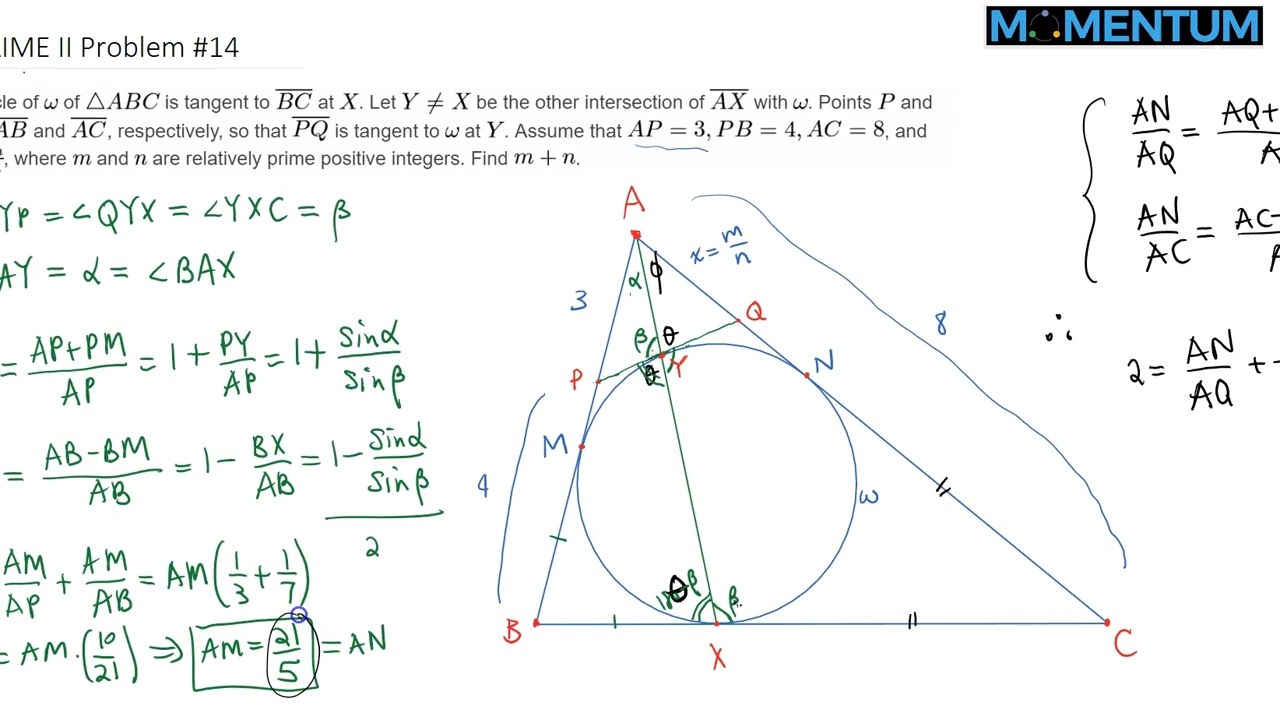 MOMENTUM
IME II Problem #14
cle of ω of △ABC is tangent to BC at X. Let Y ≠ X be the other intersection of AX with ω. Points P and
AB and AC, respectively, so that PQ is tangent to ω at Y. Assume that AP = 3, PB = 4, AC = 8, and
, where m and n are relatively prime positive integers. Find m + n.
YP = ∠QYX = ∠YXC = β
AY = α = ∠BAX
= (AP+PM)/AP = 1 + PY/AP = 1 + sinα/sinβ
= (AB-BM)/AB = 1 - BX/AB = 1 - sinα/sinβ
2
AM/AP + AM/AB = AM(1/3 + 1/7)
= AM·(10/21) ⇒ AM = 21/5 = AN
A
α
ϕ
x = m/n
3
8
Q
β
θ
P
θ
Y
N
M
4
ω
θ
β
β
B
X
C
AN/AQ = AQ+
AN/AC = AC-
∴
2 = AN/AQ +